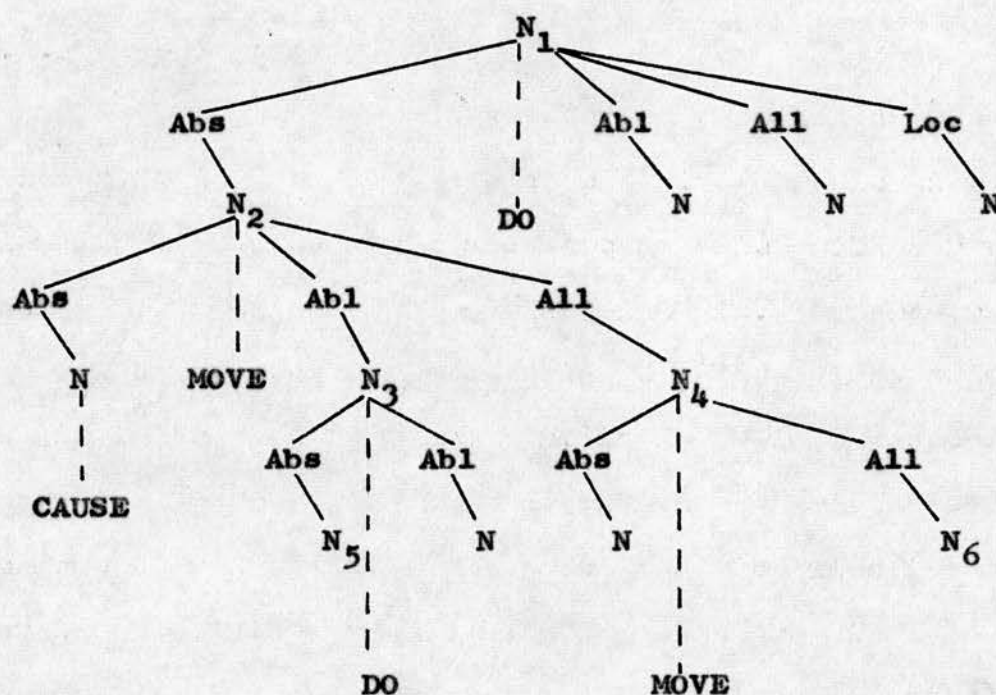 N1
Abs Abl All Loc
N2 DO N N N
Abs Abl All
N MOVE N3 N4
Abs Abl Abs All
CAUSE
N5 N N N6
DO MOVE